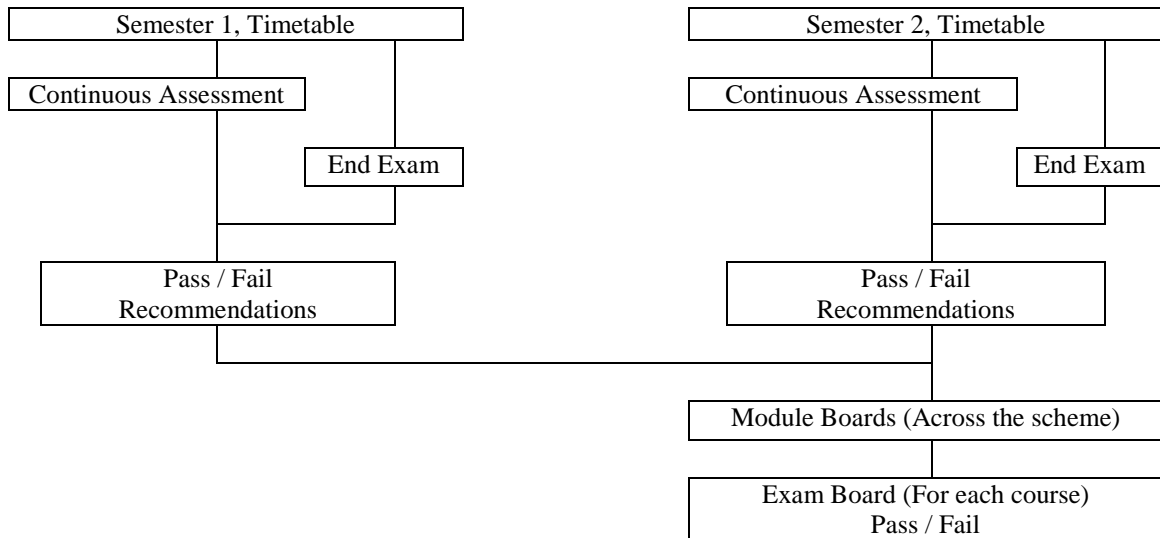 Semester 1, Timetable
Semester 2, Timetable
Continuous Assessment
Continuous Assessment
End Exam
End Exam
Pass / Fail
Recommendations
Pass / Fail
Recommendations
Module Boards (Across the scheme)
Exam Board (For each course)
Pass / Fail